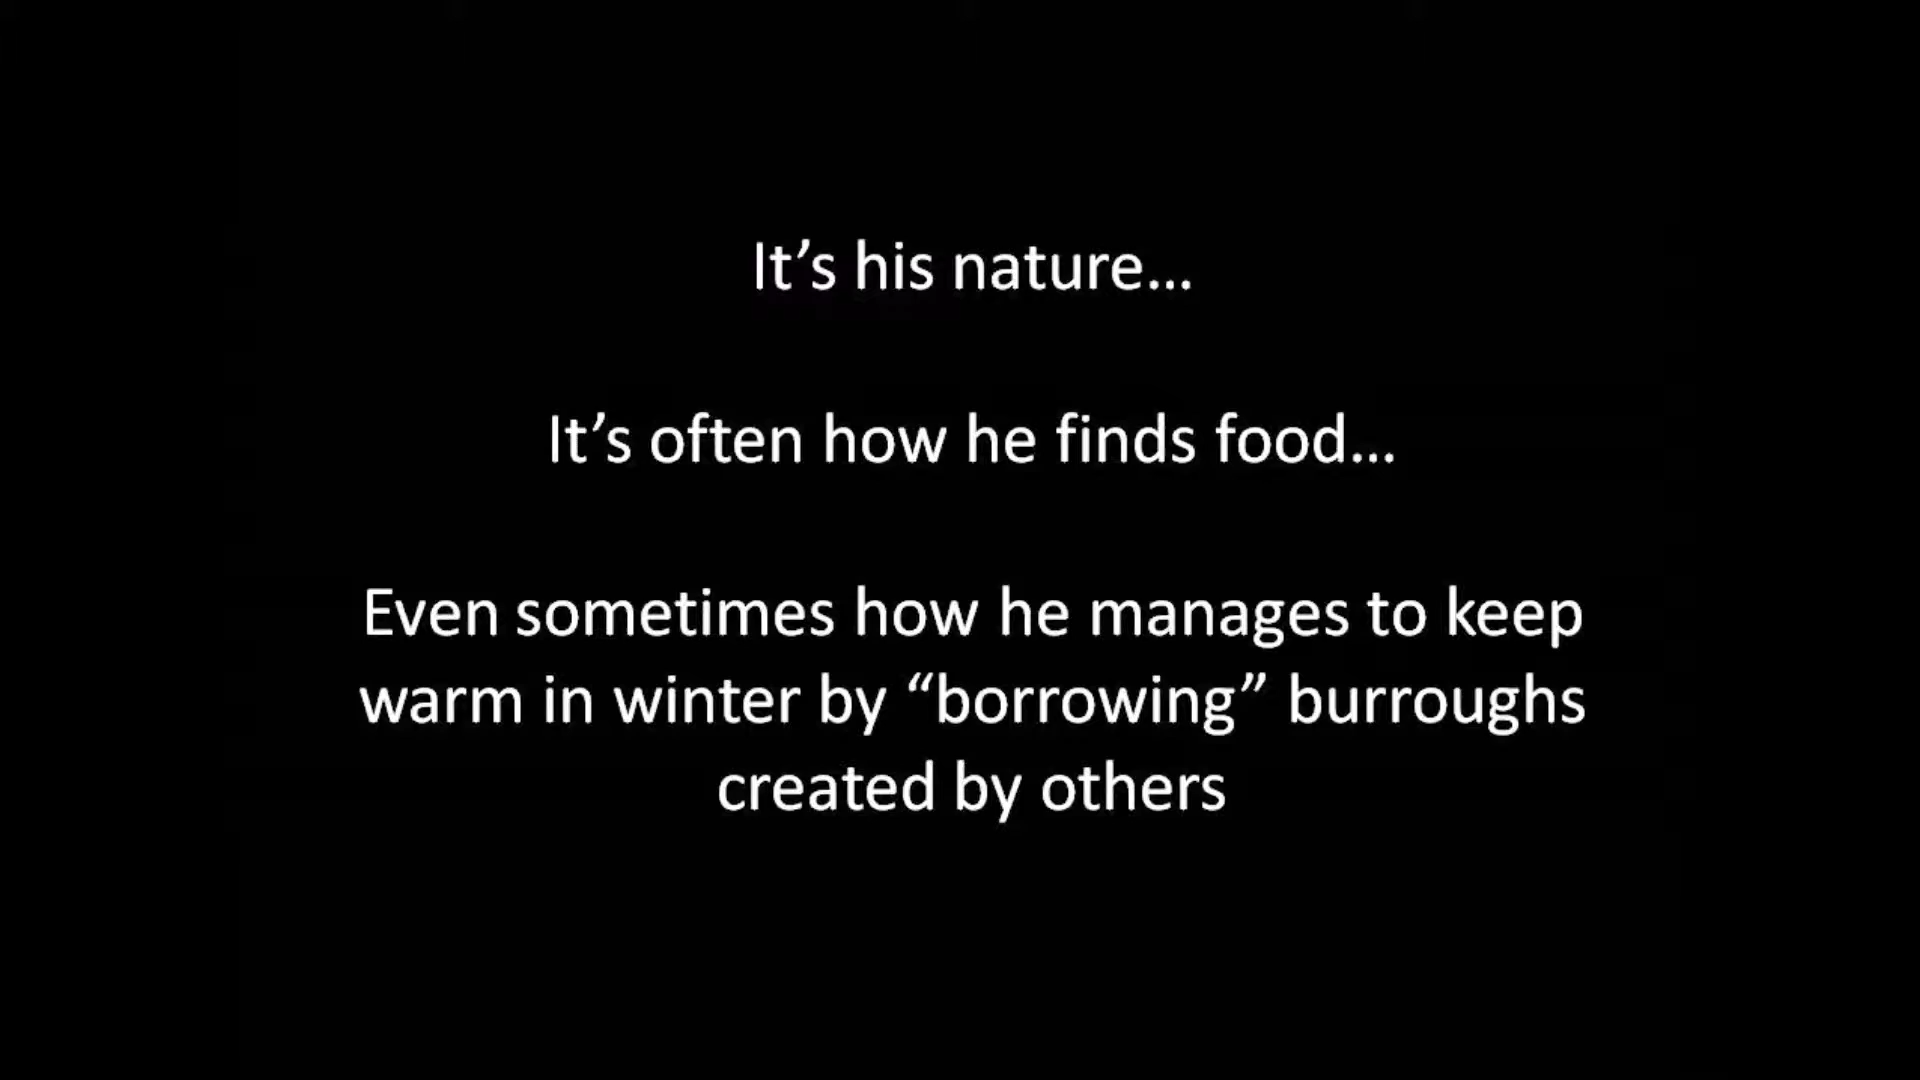 It’s his nature...
It’s often how he finds food...
Even sometimes how he manages to keep
warm in winter by “borrowing” burroughs
created by others